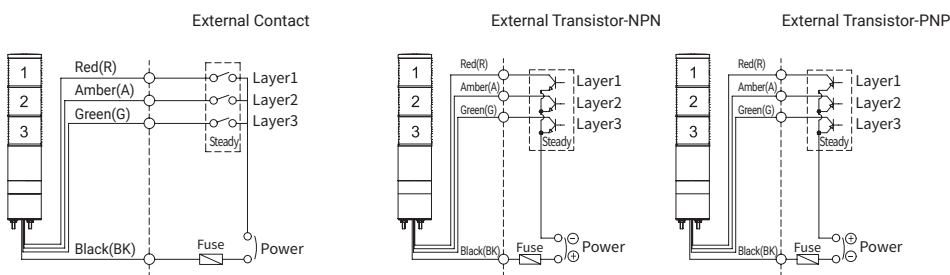 External Contact
1
2
3
Red(R)
Amber(A)
Green(G)
Layer1
Layer2
Layer3
Steady
Black(BK)
Fuse
Power
External Transistor-NPN
1
2
3
Red(R)
Amber(A)
Green(G)
Layer1
Layer2
Layer3
Steady
Black(BK)
Fuse
⊖
⊕
Power
External Transistor-PNP
1
2
3
Red(R)
Amber(A)
Green(G)
Layer1
Layer2
Layer3
Steady
Black(BK)
Fuse
⊕
⊖
Power